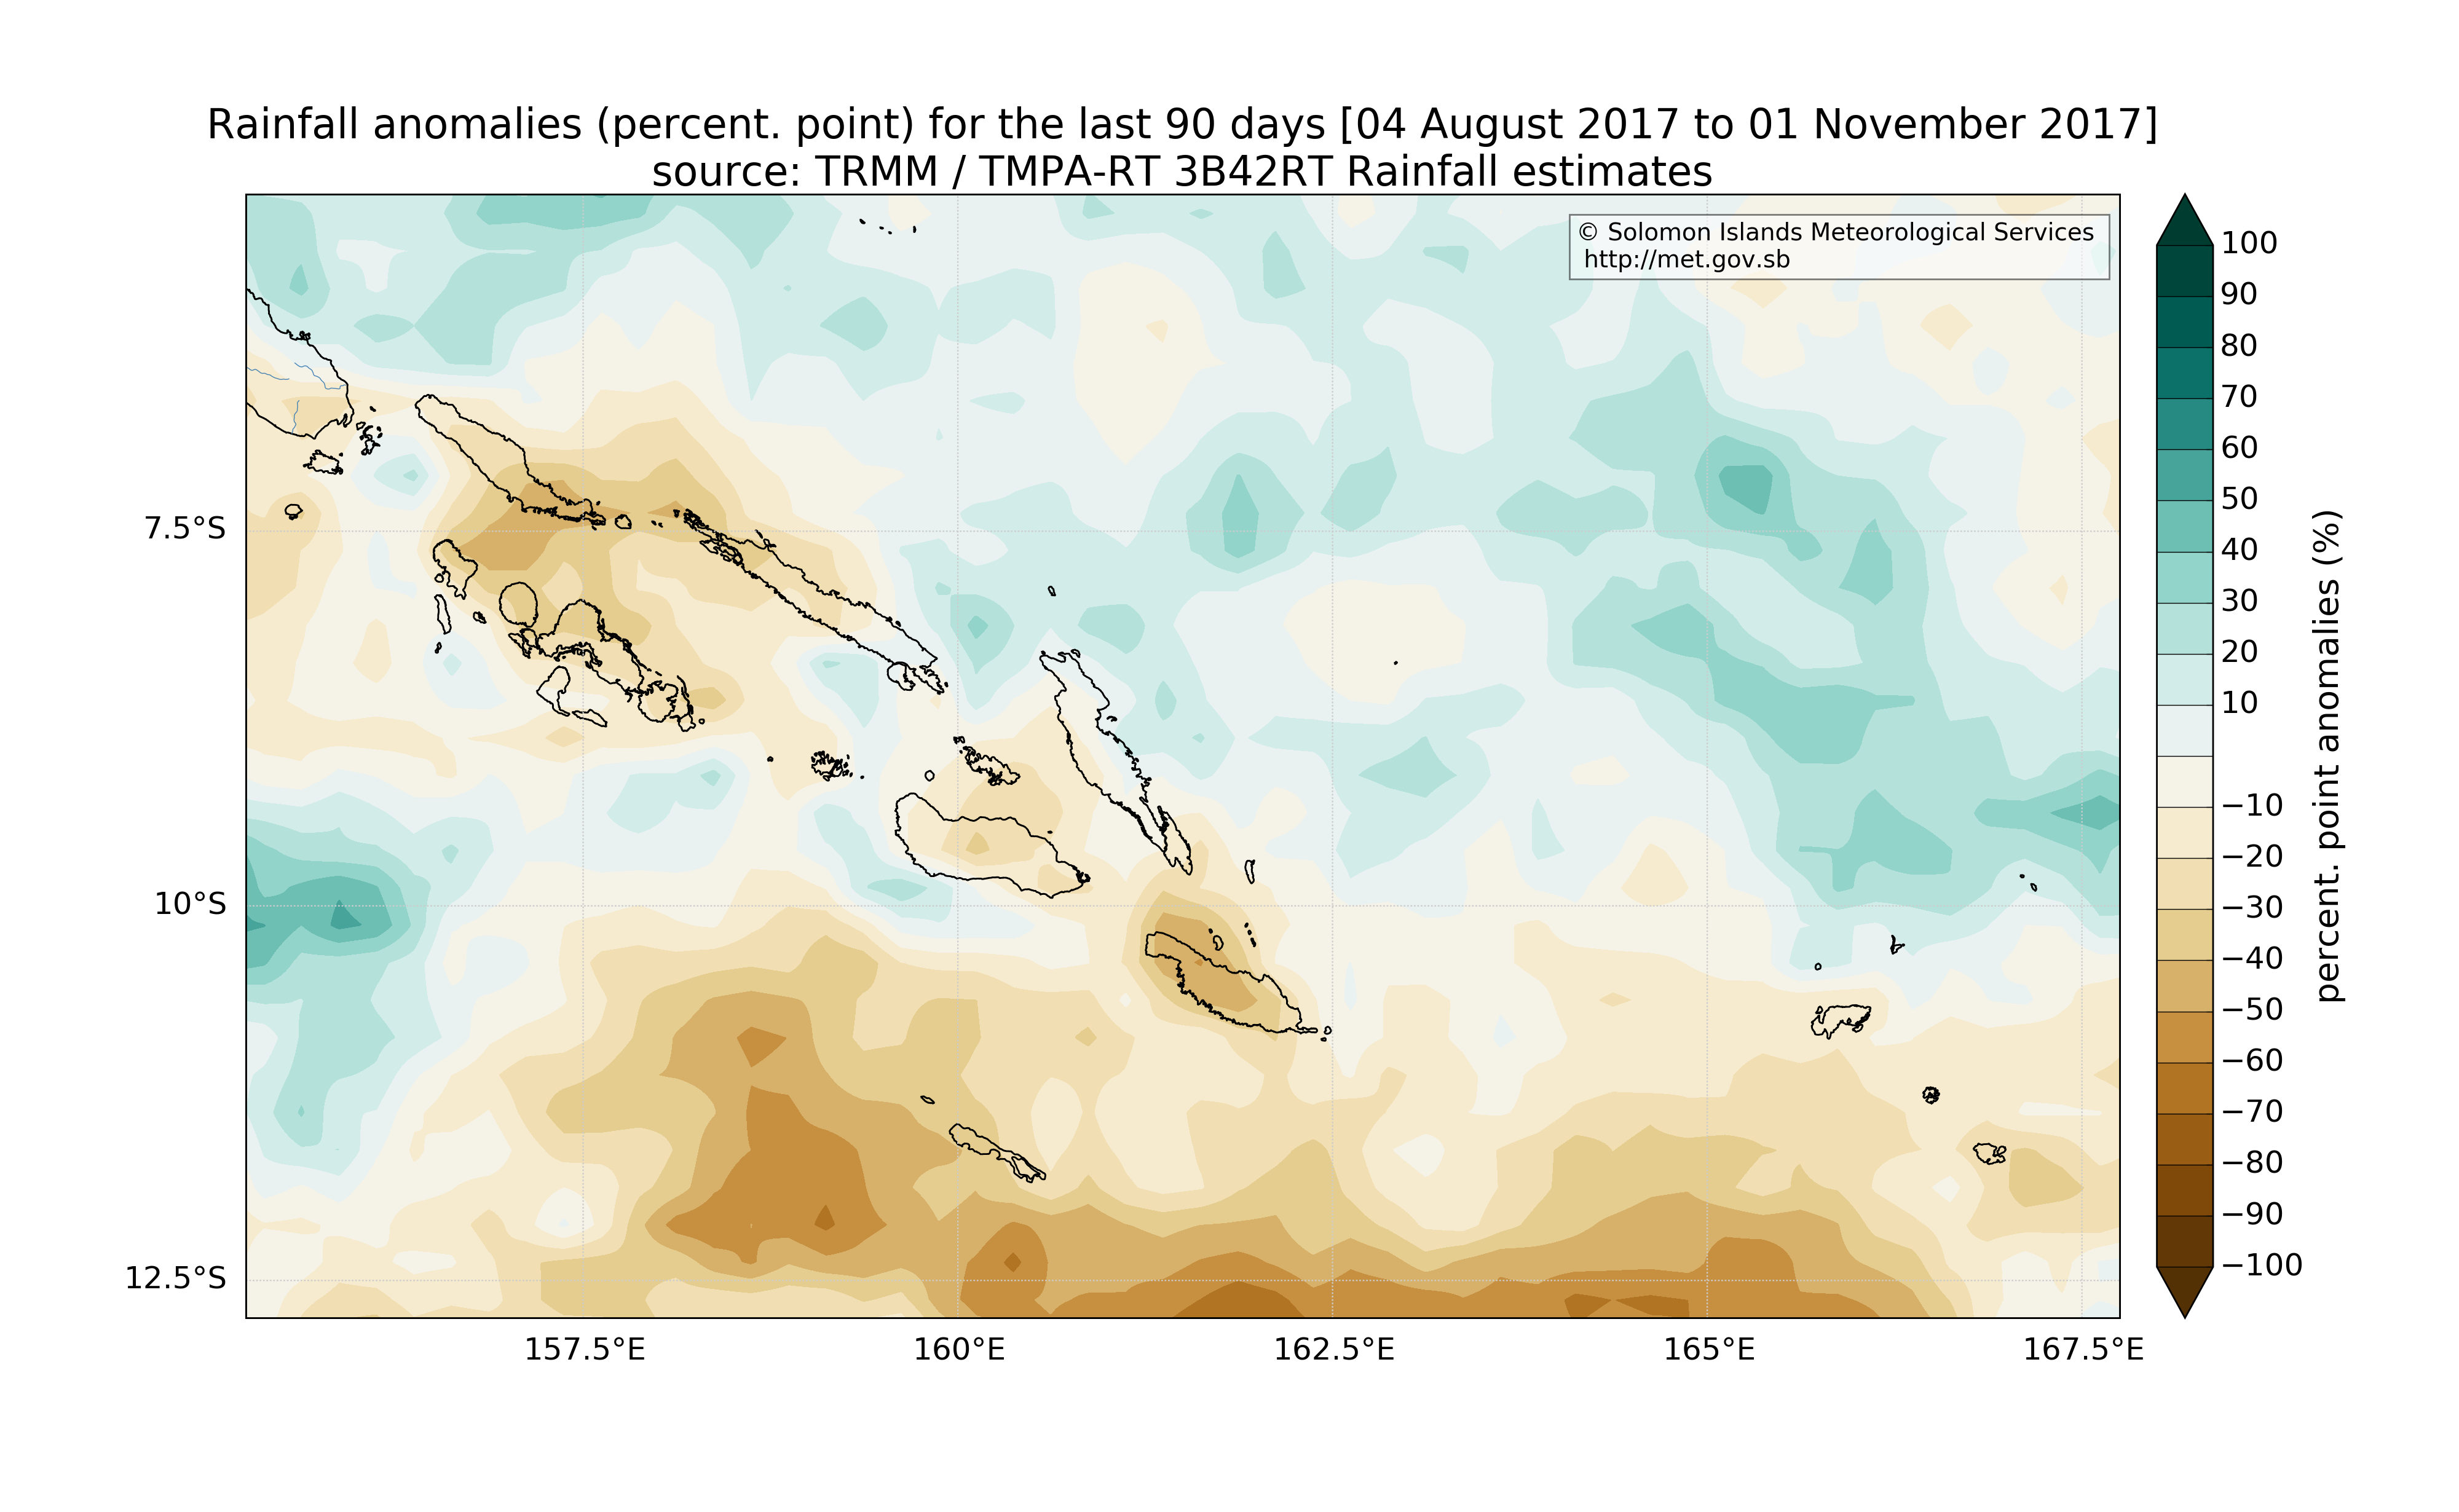 Rainfall anomalies (percent. point) for the last 90 days [04 August 2017 to 01 November 2017]
source: TRMM / TMPA-RT 3B42RT Rainfall estimates
© Solomon Islands Meteorological Services
http://met.gov.sb
7.5°S
10°S
12.5°S
157.5°E
160°E
162.5°E
165°E
167.5°E
100
90
80
70
60
50
40
30
20
10
−10
−20
−30
−40
−50
−60
−70
−80
−90
−100
percent. point anomalies (%)